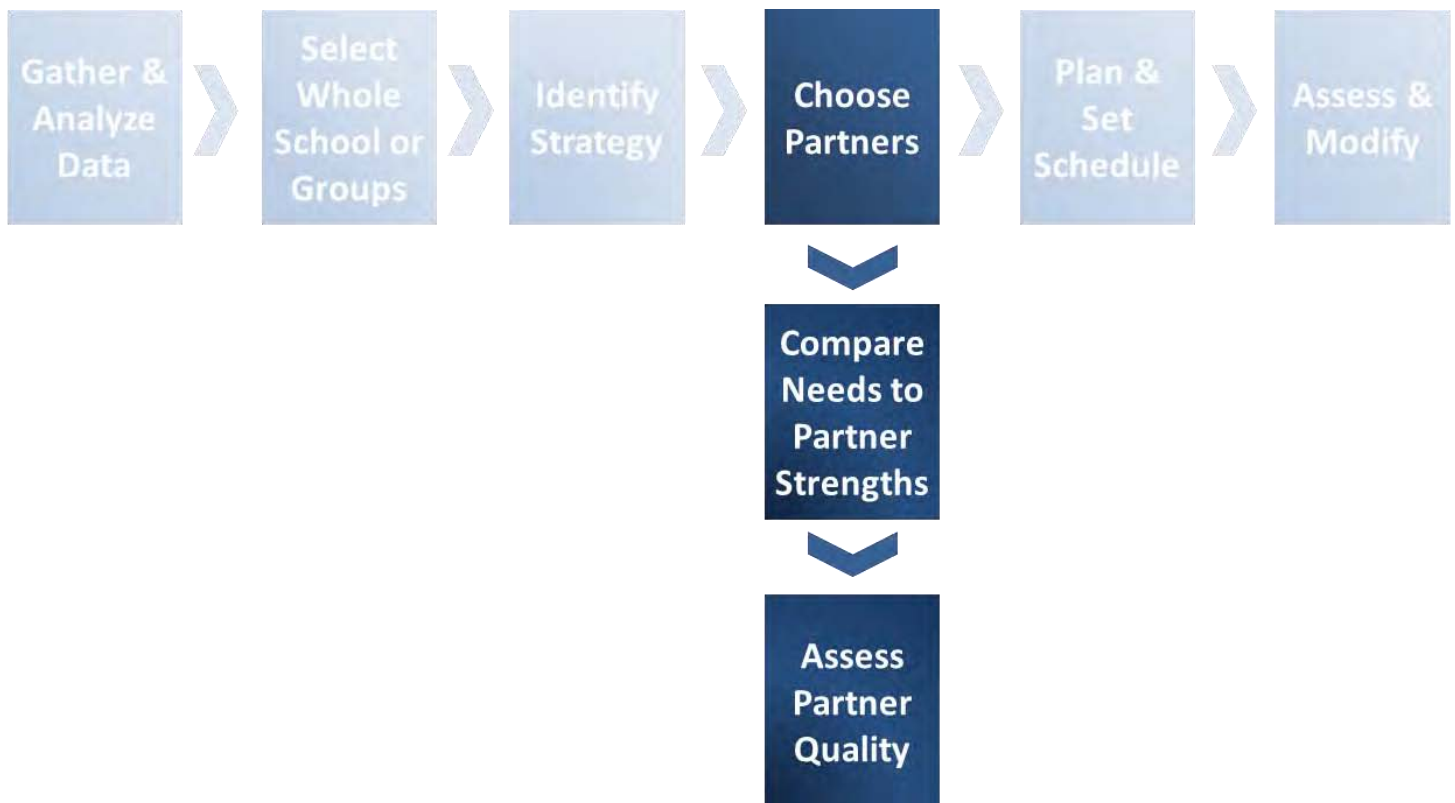 Gather &
Analyze
Data
Select
Whole
School or
Groups
Identify
Strategy
Choose
Partners
Plan &
Set
Schedule
Assess &
Modify
Compare
Needs to
Partner
Strengths
Assess
Partner
Quality